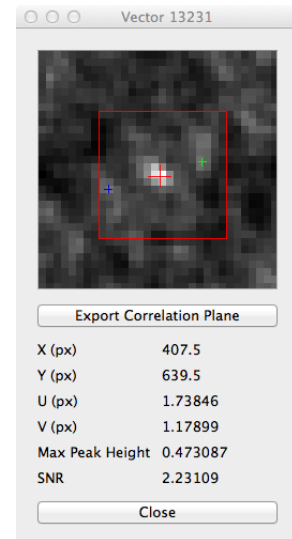 Vector 13231
Export Correlation Plane
X (px) 407.5
Y (px) 639.5
U (px) 1.73846
V (px) 1.17899
Max Peak Height 0.473087
SNR 2.23109
Close